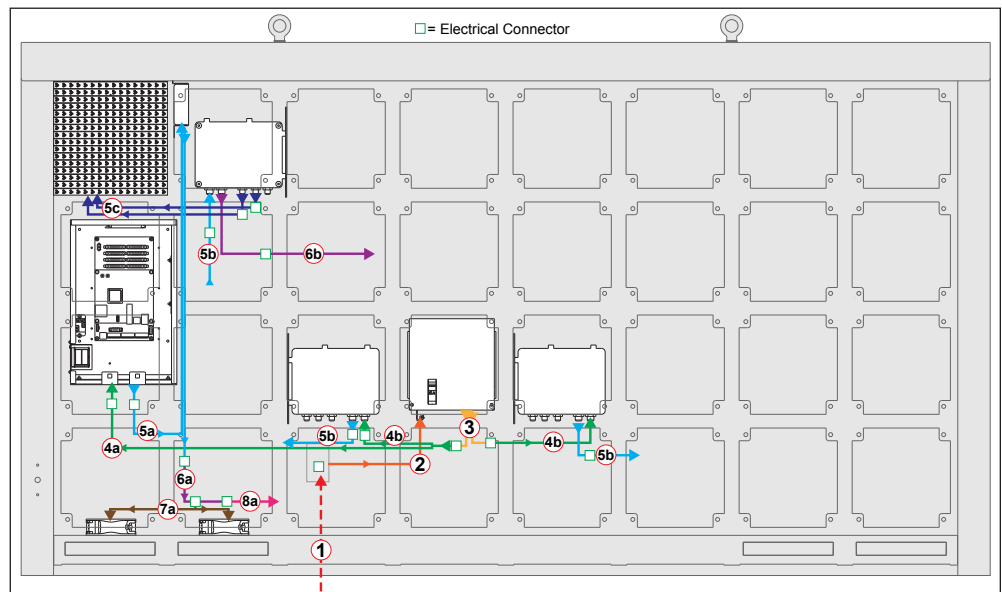 = Electrical Connector
5c
5b
6b
5a
4a
5b
4b
3
4b
5b
2
6a
8a
7a
1